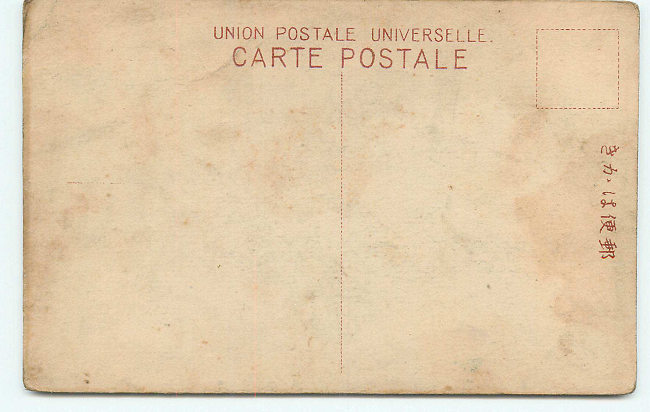 UNION POSTALE UNIVERSELLE.
CARTE POSTALE
きかは便郵